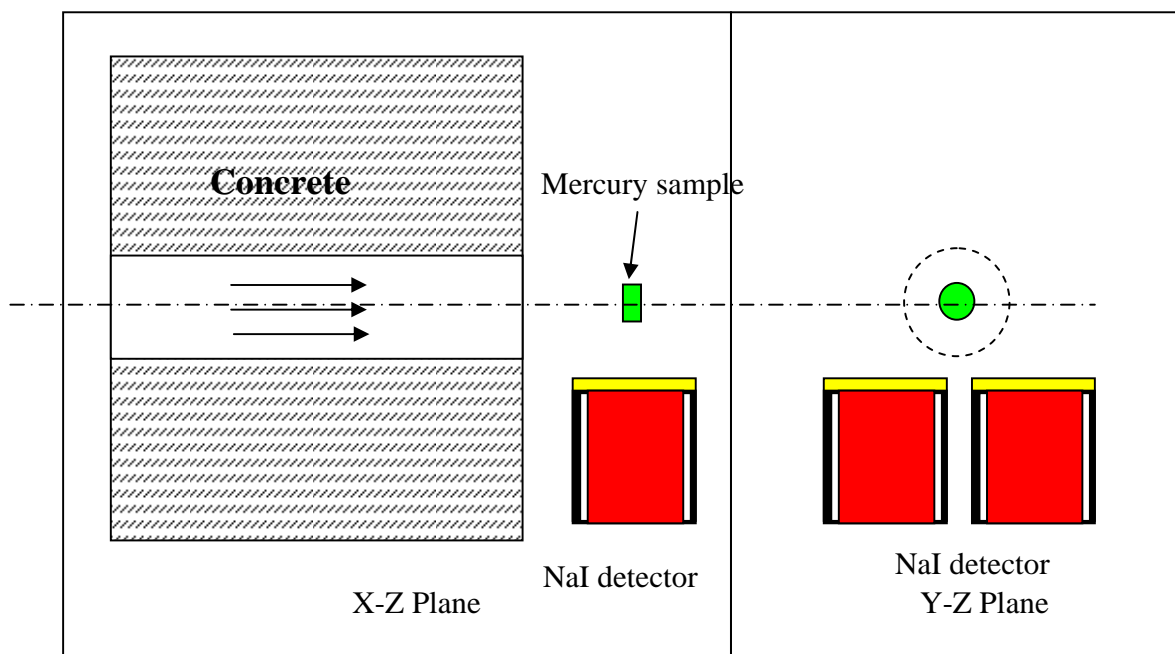 Concrete
Mercury sample
NaI detector
X-Z Plane
NaI detector
Y-Z Plane